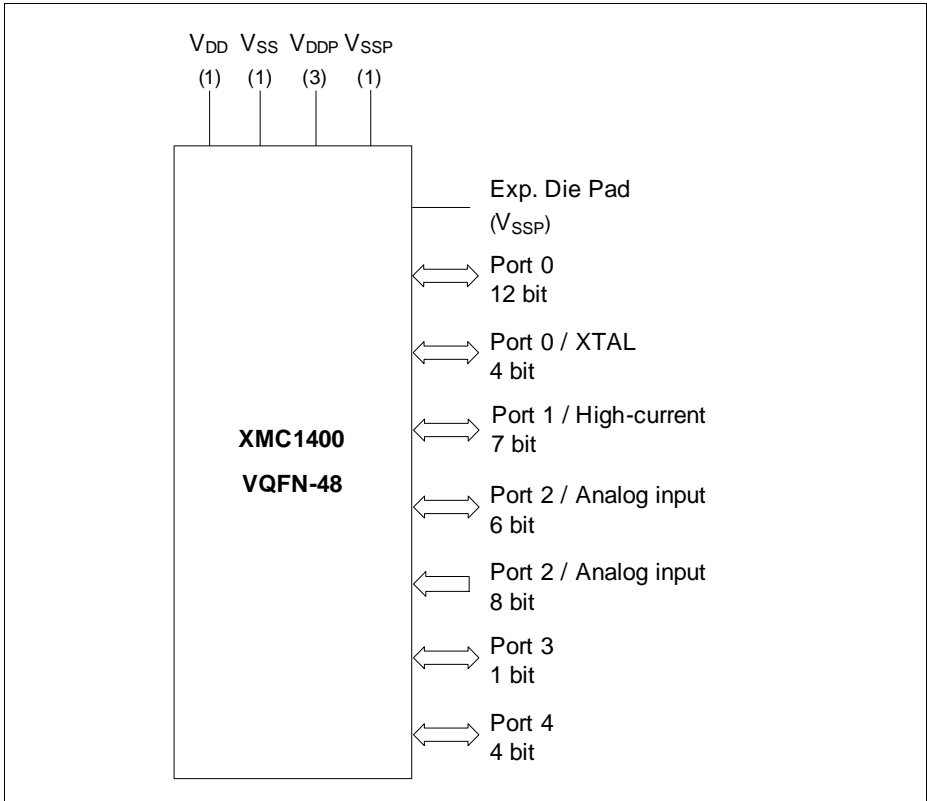 VDD VSS VDDP VSSP
(1) (1) (3) (1)
Exp. Die Pad
(VSSP)
Port 0
12 bit
Port 0 / XTAL
4 bit
Port 1 / High-current
7 bit
XMC1400
VQFN-48
Port 2 / Analog input
6 bit
Port 2 / Analog input
8 bit
Port 3
1 bit
Port 4
4 bit